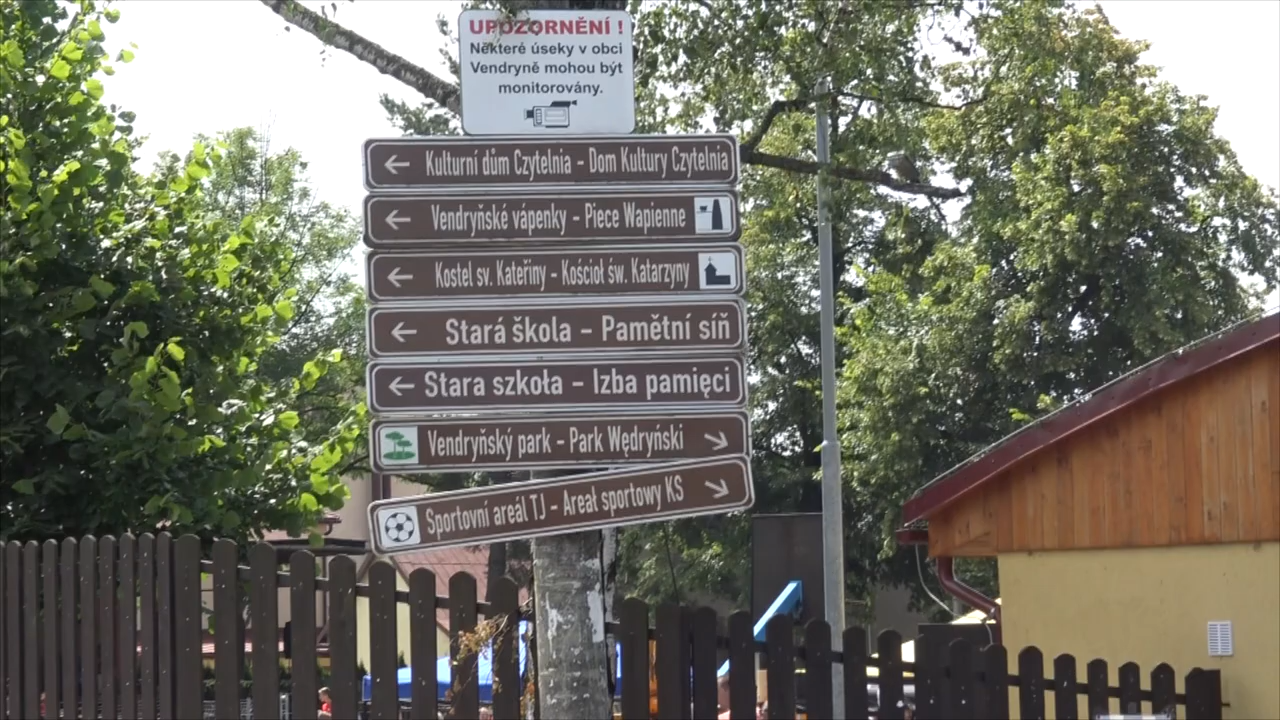 UPOZORNĚNÍ !
Některé úseky v obci
Vendryně mohou být
monitorovány.
Kulturní dům Czytelnia - Dom Kultury Czytelnia
Vendryňské vápenky - Piece Wapienne
Kostel sv. Kateřiny - Kościół św. Katarzyny
Stará škola - Pamětní síň
Stara szkoła - Izba pamięci
Vendryňský park - Park Wędryński
Sportovní areál TJ - Areał sportowy KS